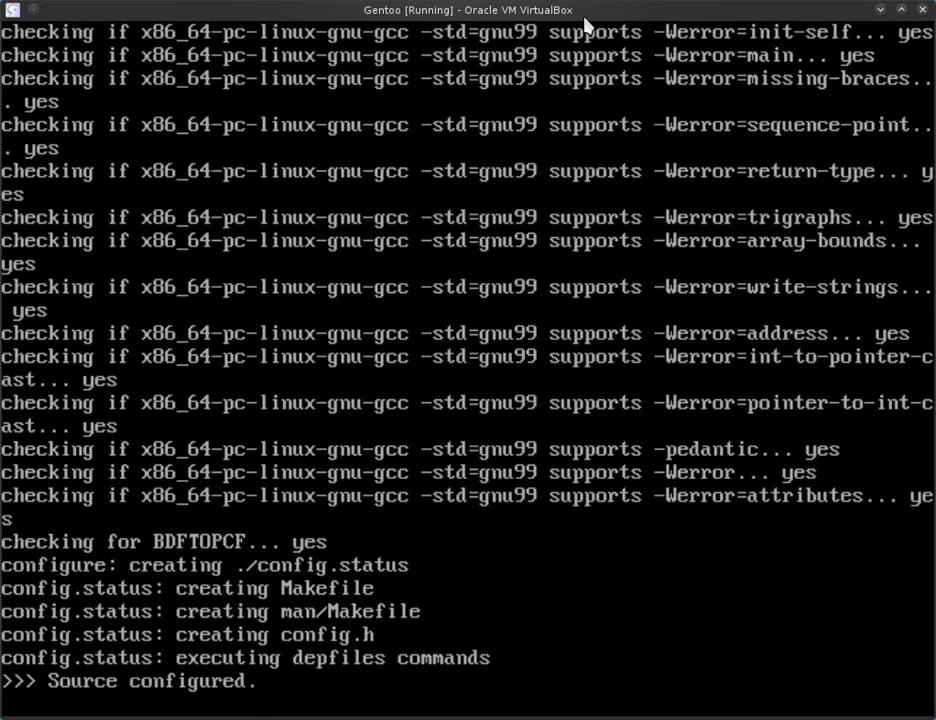 Gentoo [Running] - Oracle VM VirtualBox
checking if x86_64-pc-linux-gnu-gcc -std=gnu99 supports -Werror=init-self... yes
checking if x86_64-pc-linux-gnu-gcc -std=gnu99 supports -Werror=main... yes
checking if x86_64-pc-linux-gnu-gcc -std=gnu99 supports -Werror=missing-braces..
. yes
checking if x86_64-pc-linux-gnu-gcc -std=gnu99 supports -Werror=sequence-point..
. yes
checking if x86_64-pc-linux-gnu-gcc -std=gnu99 supports -Werror=return-type... y
es
checking if x86_64-pc-linux-gnu-gcc -std=gnu99 supports -Werror=trigraphs... yes
checking if x86_64-pc-linux-gnu-gcc -std=gnu99 supports -Werror=array-bounds...
yes
checking if x86_64-pc-linux-gnu-gcc -std=gnu99 supports -Werror=write-strings...
 yes
checking if x86_64-pc-linux-gnu-gcc -std=gnu99 supports -Werror=address... yes
checking if x86_64-pc-linux-gnu-gcc -std=gnu99 supports -Werror=int-to-pointer-c
ast... yes
checking if x86_64-pc-linux-gnu-gcc -std=gnu99 supports -Werror=pointer-to-int-c
ast... yes
checking if x86_64-pc-linux-gnu-gcc -std=gnu99 supports -pedantic... yes
checking if x86_64-pc-linux-gnu-gcc -std=gnu99 supports -Werror... yes
checking if x86_64-pc-linux-gnu-gcc -std=gnu99 supports -Werror=attributes... ye
s
checking for BDFTOPCF... yes
configure: creating ./config.status
config.status: creating Makefile
config.status: creating man/Makefile
config.status: creating config.h
config.status: executing depfiles commands
>>> Source configured.